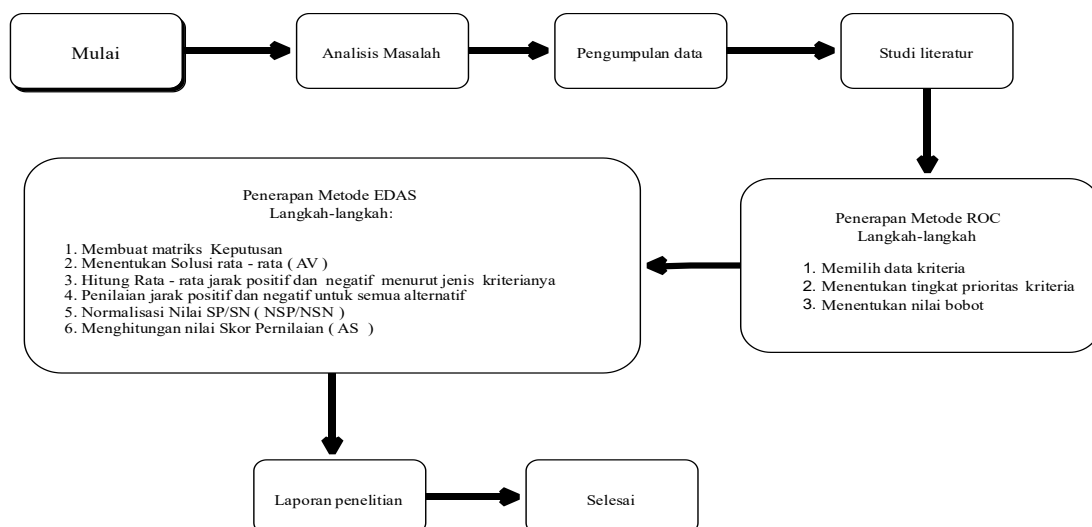 Mulai
Analisis Masalah
Pengumpulan data
Studi literatur
Penerapan Metode ROC
Langkah-langkah
1. Memilih data kriteria
2. Menentukan tingkat prioritas kriteria
3. Menentukan nilai bobot
Penerapan Metode EDAS
Langkah-langkah:
1. Membuat matriks Keputusan
2. Menentukan Solusi rata - rata ( AV )
3. Hitung Rata - rata jarak positif dan negatif menurut jenis kriterianya
4. Penilaian jarak positif dan negatif untuk semua alternatif
5. Normalisasi Nilai SP/SN ( NSP/NSN )
6. Menghitungan nilai Skor Pernilaian ( AS )
Laporan penelitian
Selesai